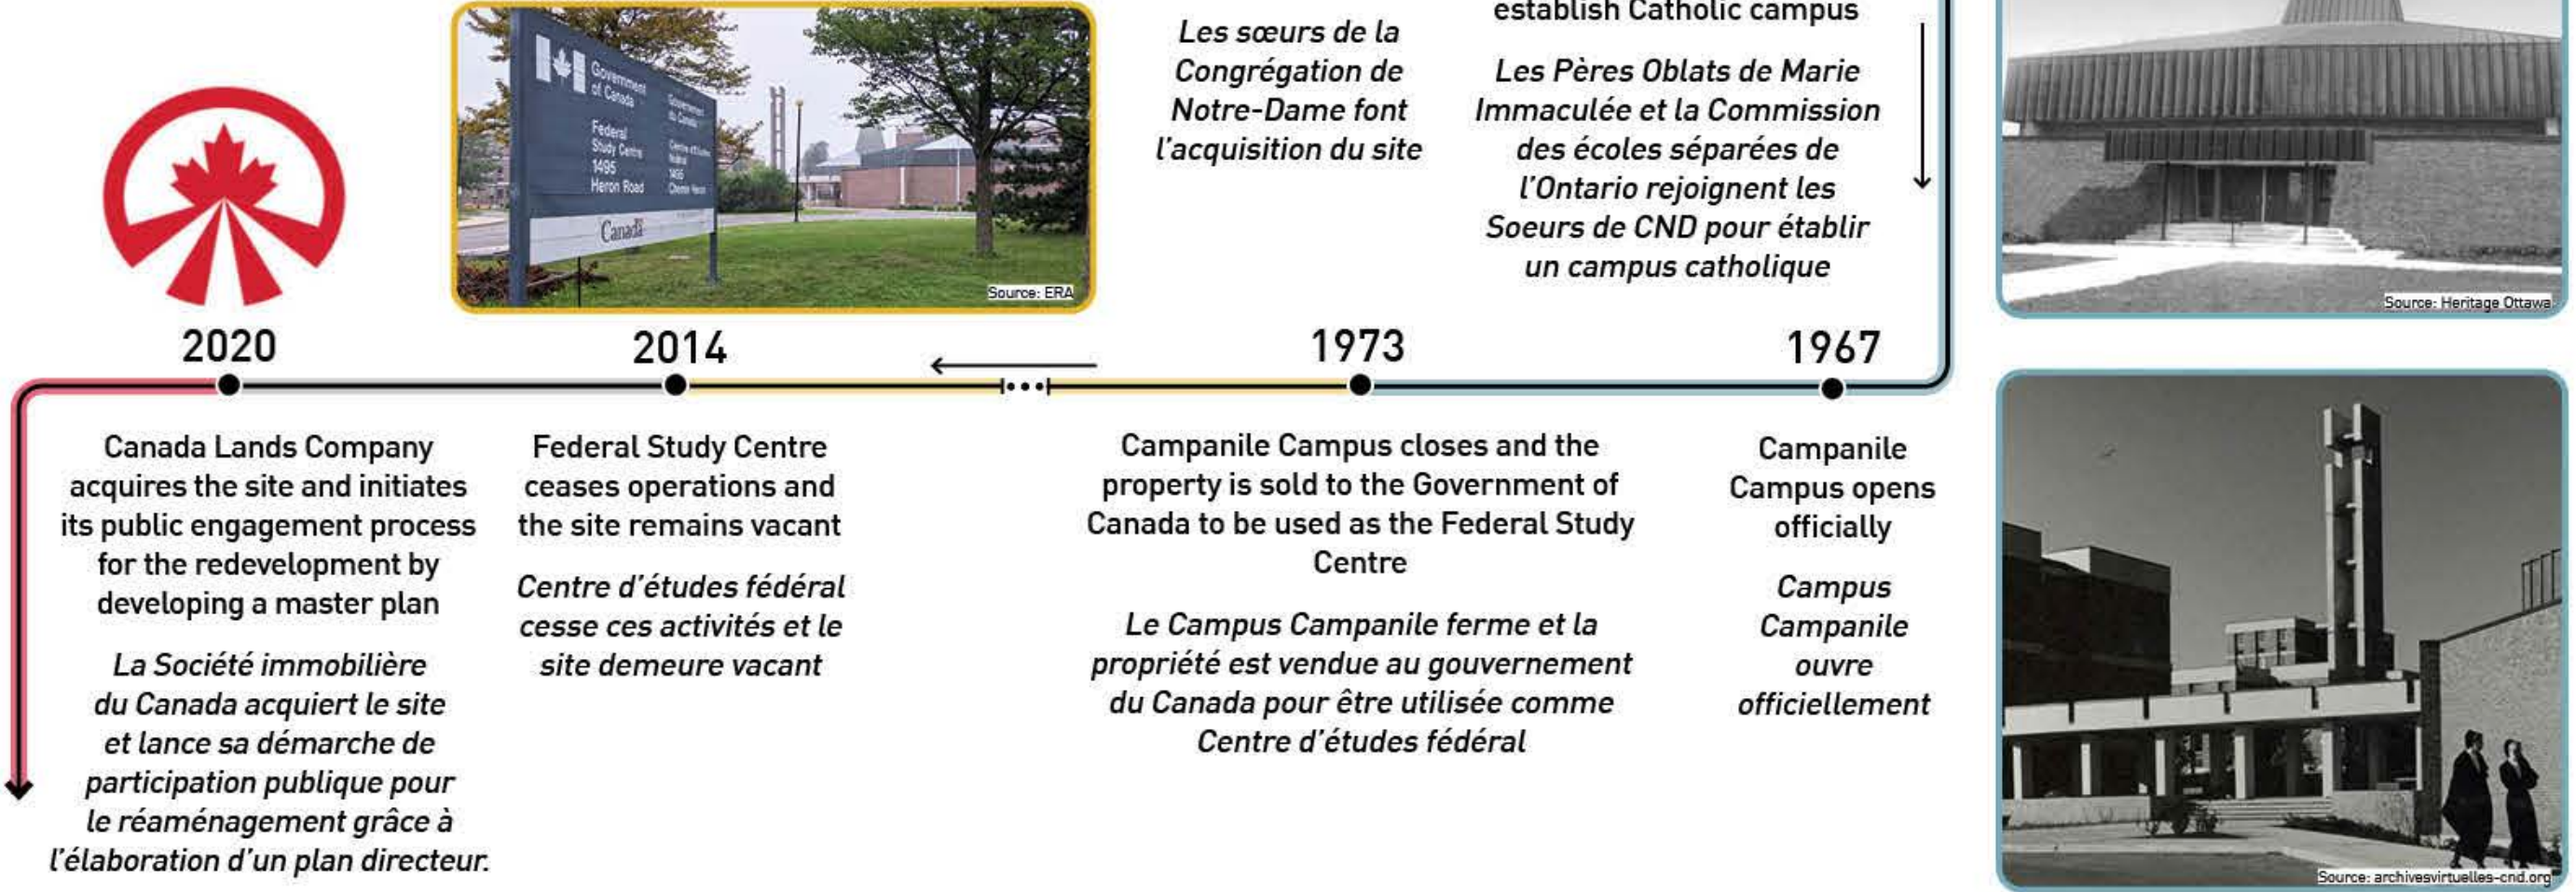 establish Catholic campus
Les sœurs de la
Congrégation de
Notre-Dame font
l'acquisition du site
Les Pères Oblats de Marie
Immaculée et la Commission
des écoles séparées de
l'Ontario rejoignent les
Soeurs de CND pour établir
un campus catholique
Government
of Canada
Gouvernement
du Canada
Federal
Study Centre
1495
Heron Road
Centre d'Études
fédéral
1495
Chemin Heron
Canada
Source: ERA
Source: Heritage Ottawa
2020
2014
1973
1967
Canada Lands Company
acquires the site and initiates
its public engagement process
for the redevelopment by
developing a master plan
La Société immobilière
du Canada acquiert le site
et lance sa démarche de
participation publique pour
le réaménagement grâce à
l'élaboration d'un plan directeur.
Federal Study Centre
ceases operations and
the site remains vacant
Centre d'études fédéral
cesse ces activités et le
site demeure vacant
Campanile Campus closes and the
property is sold to the Government of
Canada to be used as the Federal Study
Centre
Le Campus Campanile ferme et la
propriété est vendue au gouvernement
du Canada pour être utilisée comme
Centre d'études fédéral
Campanile
Campus opens
officially
Campus
Campanile
ouvre
officiellement
Source: archivesvirtuelles-cnd.org